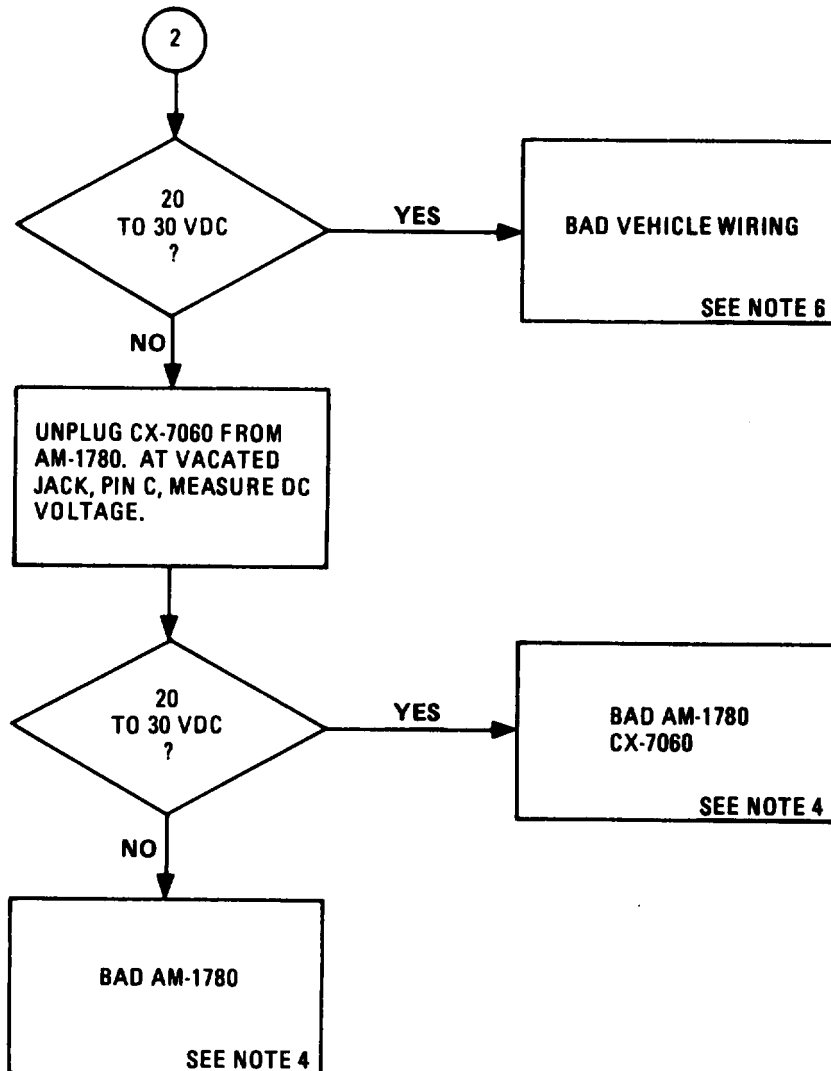 2
20
TO 30 VDC
?
YES
BAD VEHICLE WIRING
SEE NOTE 6
NO
UNPLUG CX-7060 FROM
AM-1780. AT VACATED
JACK, PIN C, MEASURE DC
VOLTAGE.
20
TO 30 VDC
?
YES
BAD AM-1780
CX-7060
SEE NOTE 4
NO
BAD AM-1780
SEE NOTE 4